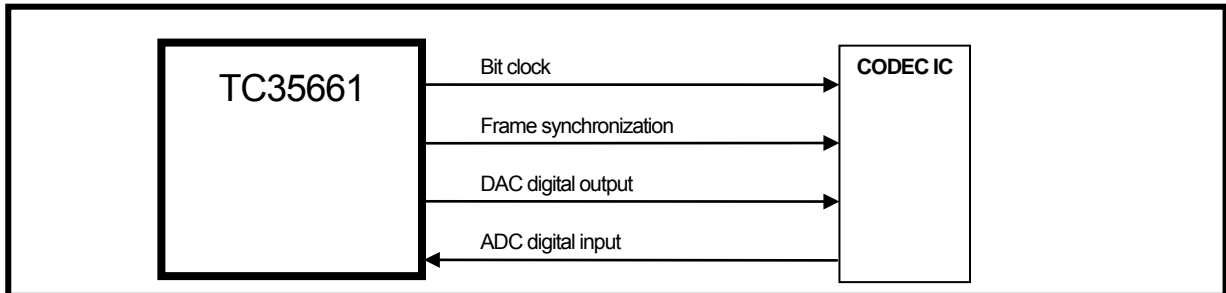 TC35661
Bit clock
CODEC IC
Frame synchronization
DAC digital output
ADC digital input